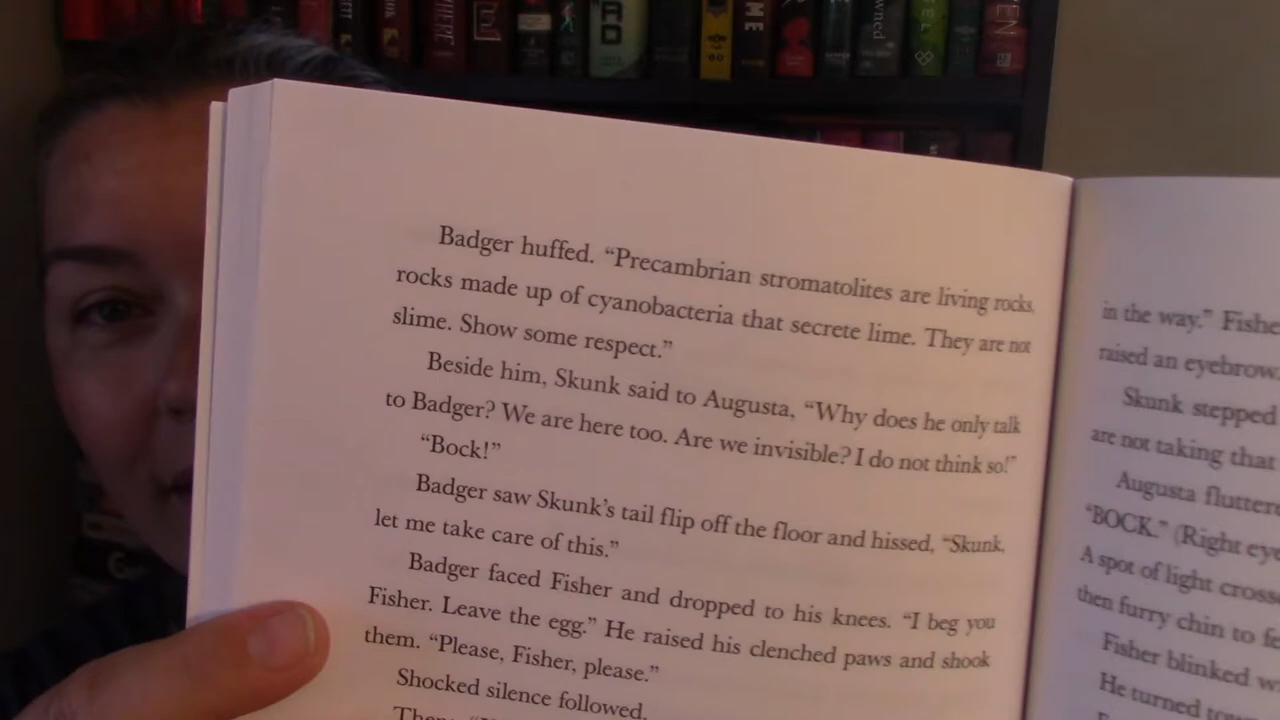 Badger huffed. “Precambrian stromatolites are living rocks,
rocks made up of cyanobacteria that secrete lime. They are not
slime. Show some respect.”
Beside him, Skunk said to Augusta, “Why does he only talk
to Badger? We are here too. Are we invisible? I do not think so!”
“Bock!”
Badger saw Skunk’s tail flip off the floor and hissed, “Skunk,
let me take care of this.”
Badger faced Fisher and dropped to his knees. “I beg you
Fisher. Leave the egg.” He raised his clenched paws and shook
them. “Please, Fisher, please.”
Shocked silence followed.
in the way.” Fishe
raised an eyebrow.
Skunk stepped
are not taking that
Augusta flutter
“BOCK.” (Right eye
A spot of light cross
then furry chin to fe
Fisher blinked w
He turned tow